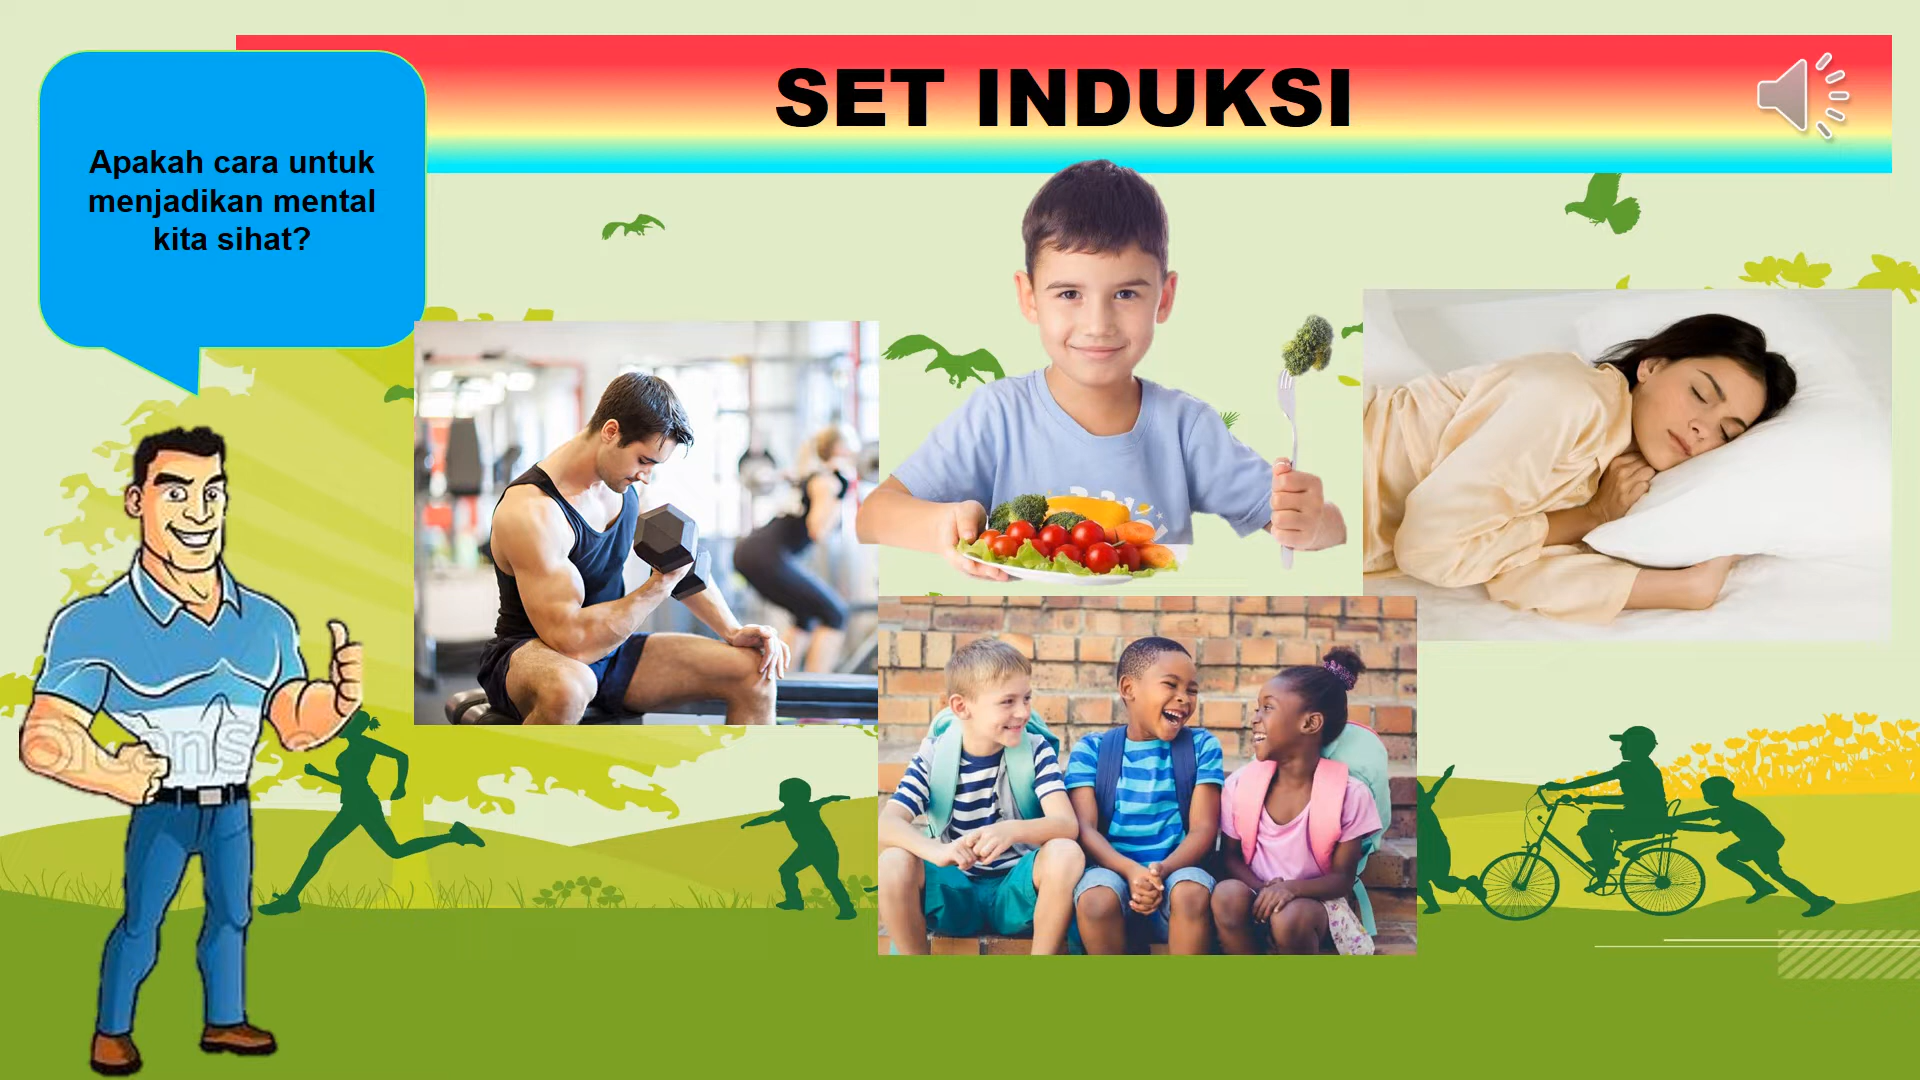 SET INDUKSI
Apakah cara untuk
menjadikan mental
kita sihat?